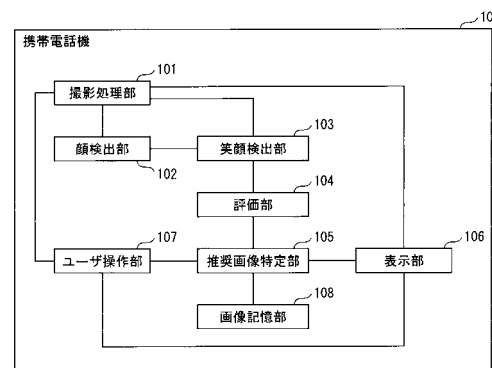 10
携帯電話機
101
撮影処理部
顔検出部
102
103
笑顔検出部
104
評価部
107
ユーザ操作部
105
推奨画像特定部
106
表示部
108
画像記憶部